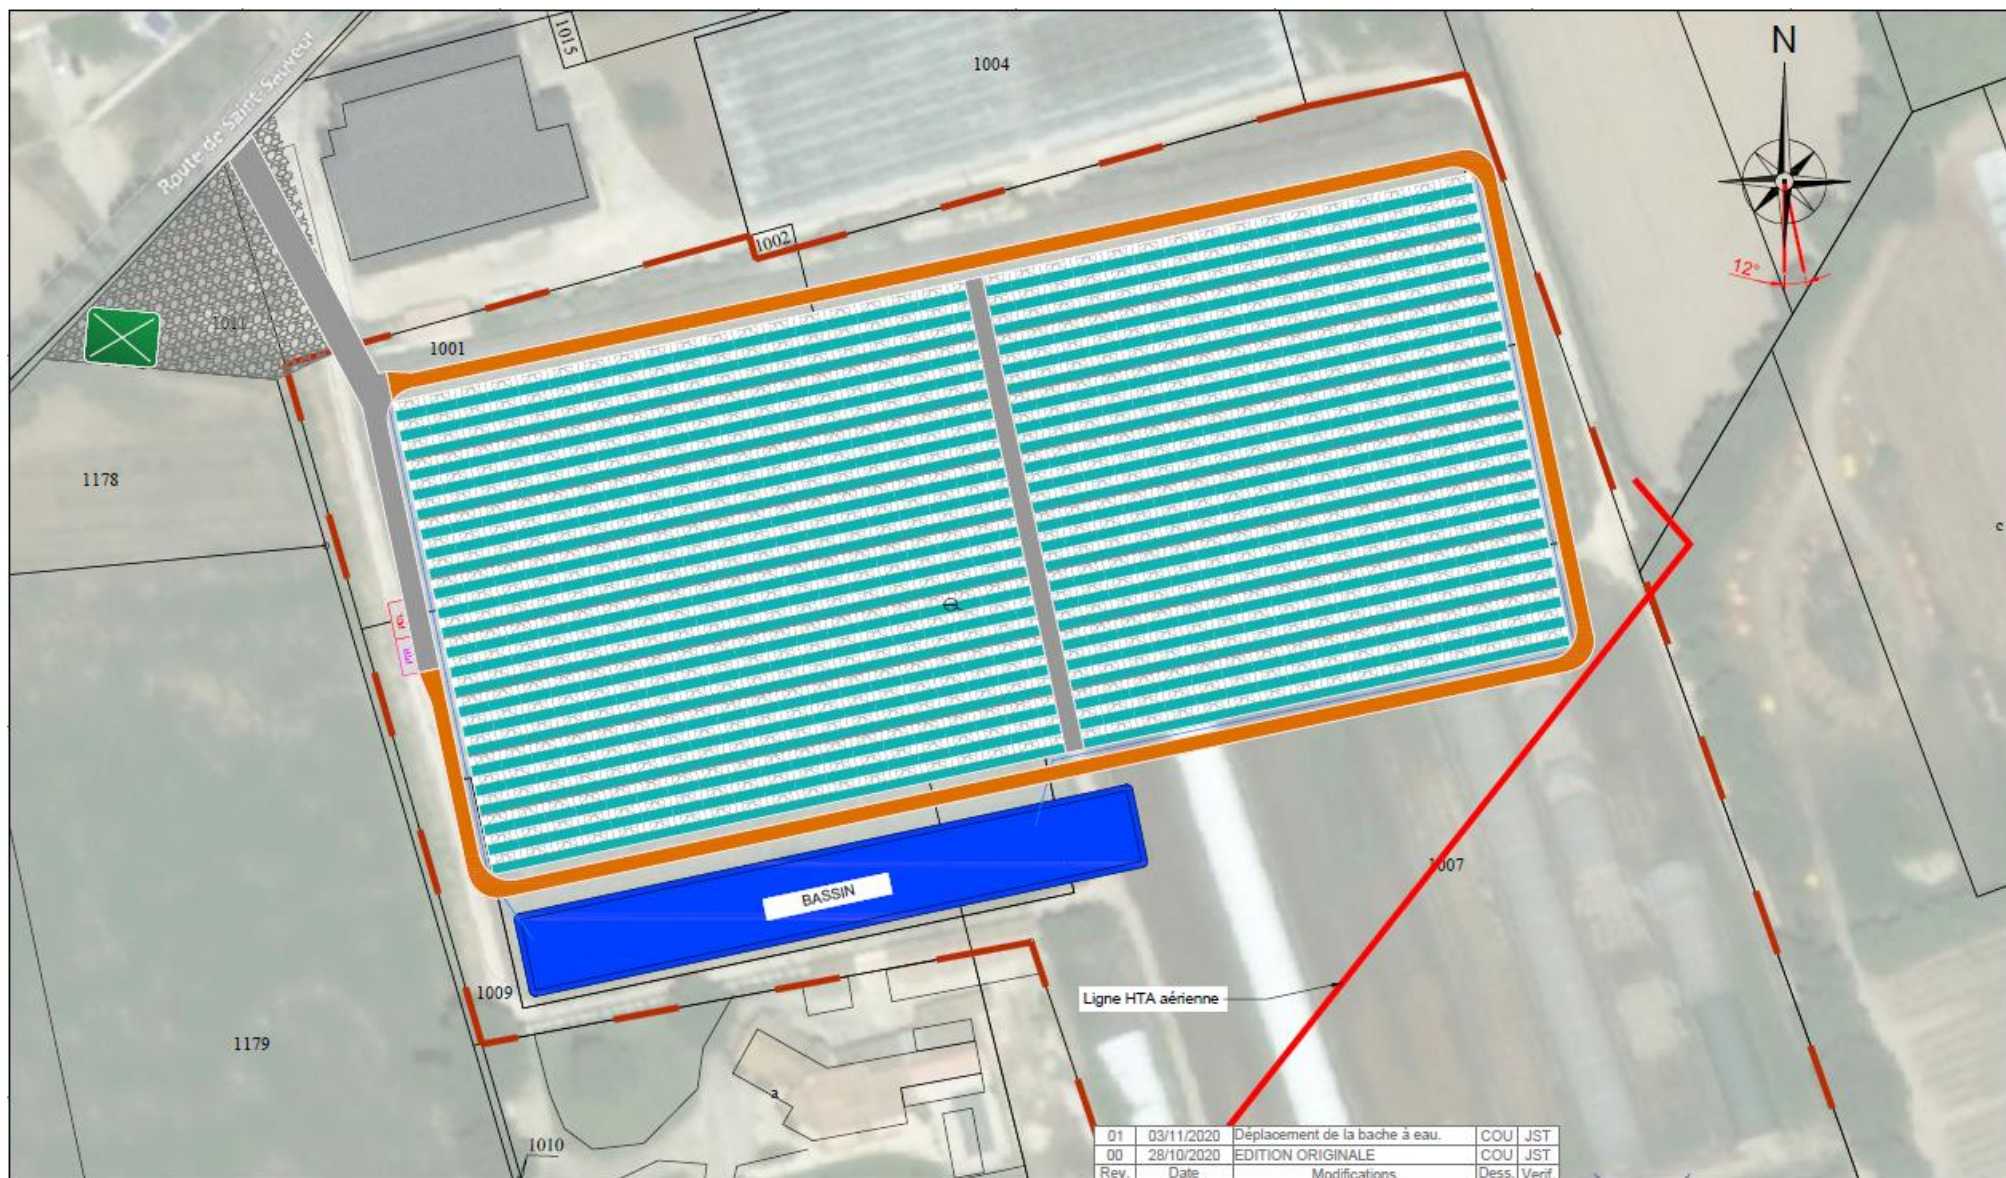 1015
1004
N
Route de Saint-Sauveur
1002
12°
1011
1001
1178
c
PDL
PTR
1007
BASSIN
1009
Ligne HTA aérienne
1179
a
1010
01 03/11/2020 Déplacement de la bache à eau. COU JST
00 28/10/2020 EDITION ORIGINALE COU JST
Rev. Date Modifications Dess. Verif.